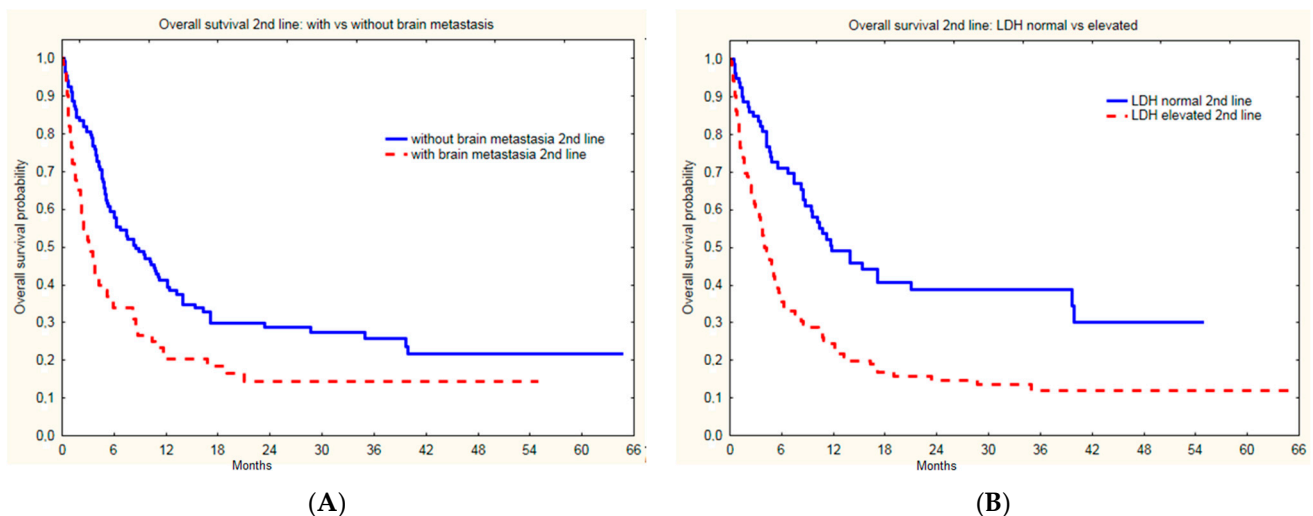 Overall sutvival 2nd line: with vs without brain metastasis
Overall survival probability
1.0
0.9
0.8
0.7
0.6
0.5
0.4
0.3
0.2
0.1
0.0
without brain metastasia 2nd line
with brain metastasia 2nd line
0 6 12 18 24 30 36 42 48 54 60 66
Months
(A)
Overall survival 2nd line: LDH normal vs elevated
Overall survival probability
1.0
0.9
0.8
0.7
0.6
0.5
0.4
0.3
0.2
0.1
0.0
LDH normal 2nd line
LDH elevated 2nd line
0 6 12 18 24 30 36 42 48 54 60 66
Months
(B)